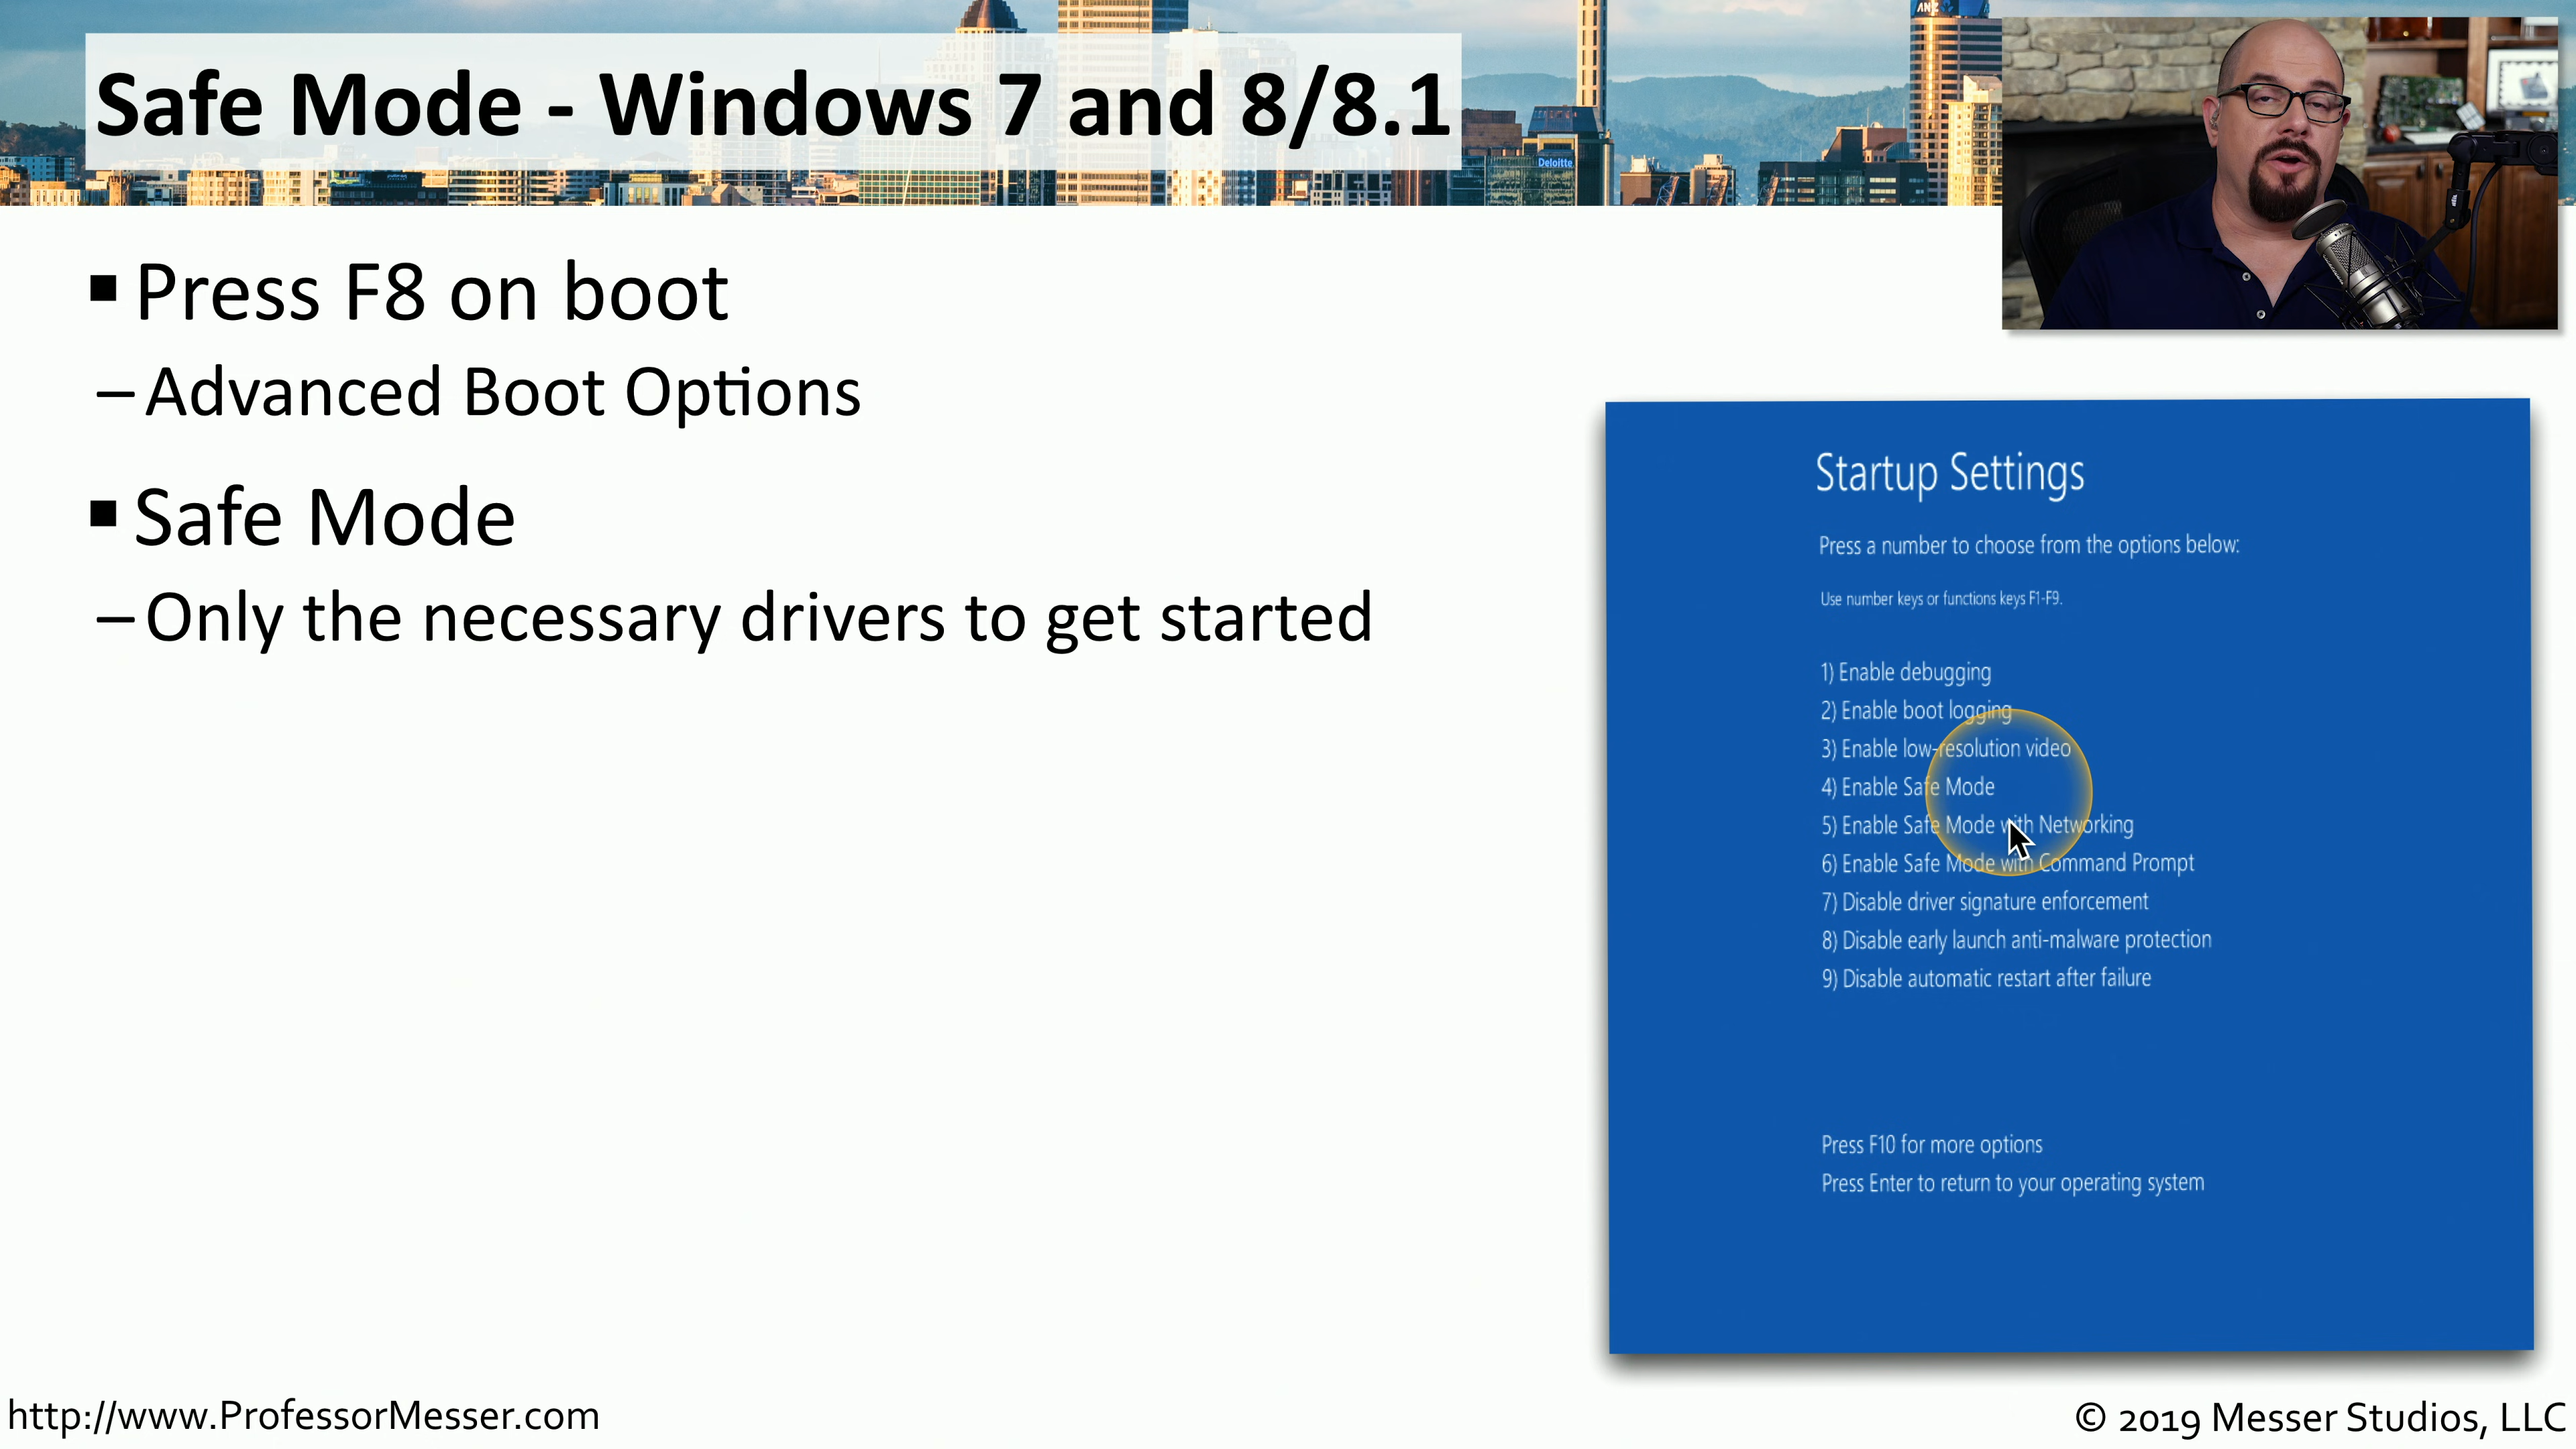 Safe Mode - Windows 7 and 8/8.1
ANZ
Deloitte
▪ Press F8 on boot
– Advanced Boot Options
▪ Safe Mode
– Only the necessary drivers to get started
Startup Settings
Press a number to choose from the options below:
Use number keys or functions keys F1-F9.
1) Enable debugging
2) Enable boot logging
3) Enable low-resolution video
4) Enable Safe Mode
5) Enable Safe Mode with Networking
6) Enable Safe Mode with Command Prompt
7) Disable driver signature enforcement
8) Disable early launch anti-malware protection
9) Disable automatic restart after failure
Press F10 for more options
Press Enter to return to your operating system
http://www.ProfessorMesser.com
© 2019 Messer Studios, LLC